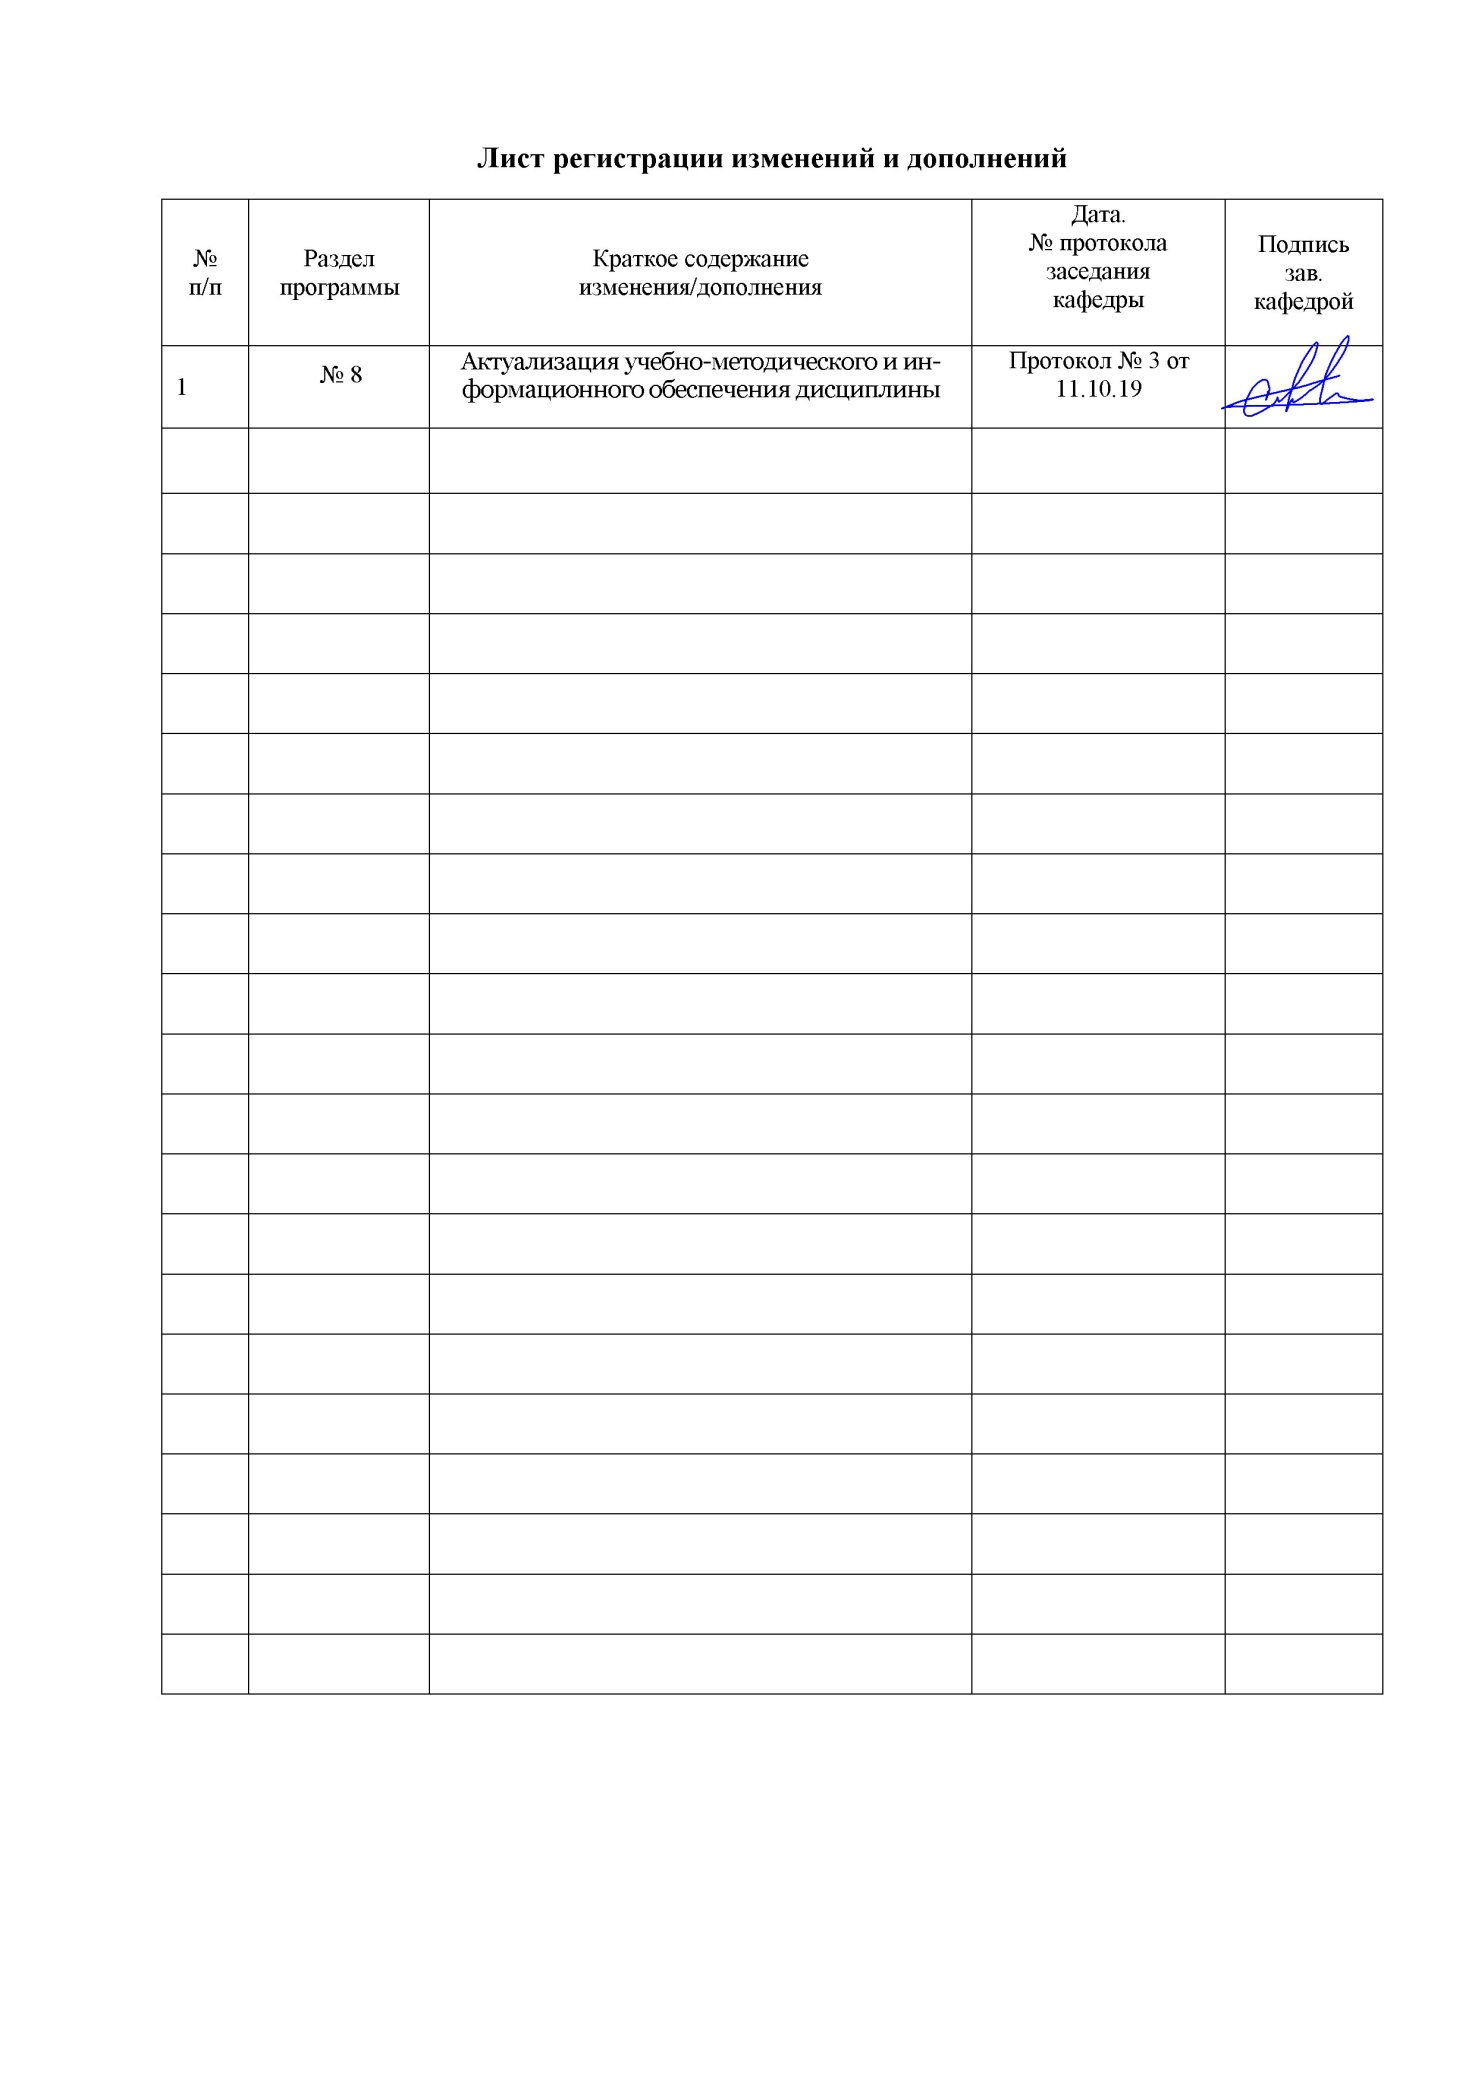 Лист регистрации изменений и дополнений
№
п/п
Раздел
программы
Краткое содержание
изменения/дополнения
Дата.
№ протокола
заседания
кафедры
Подпись
зав.
кафедрой
1
№ 8
Актуализация учебно-методического и ин-
формационного обеспечения дисциплины
Протокол № 3 от
11.10.19